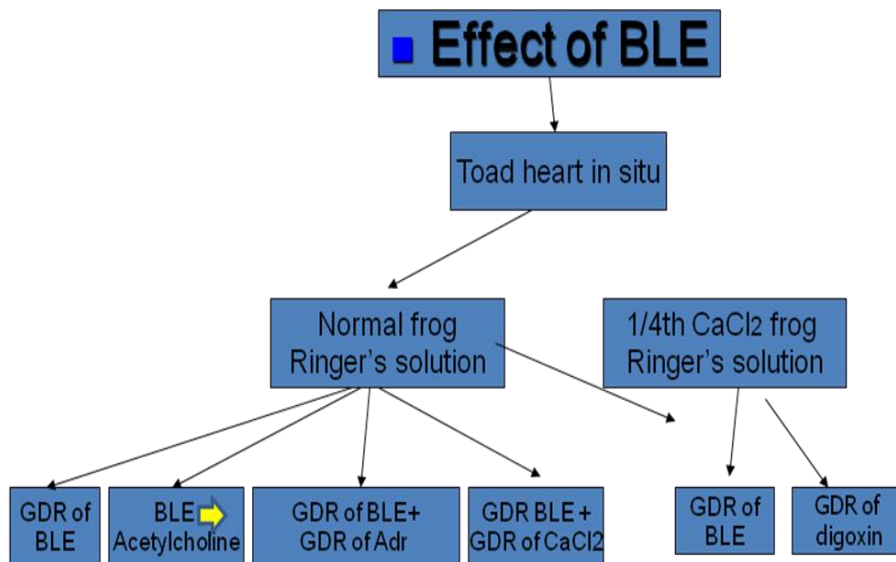 Effect of BLE
Toad heart in situ
Normal frog
Ringer's solution
1/4th CaCl2 frog
Ringer's solution
GDR of
BLE
BLE
Acetylcholine
GDR of BLE+
GDR of Adr
GDR BLE +
GDR of CaCl2
GDR of
BLE
GDR of
digoxin